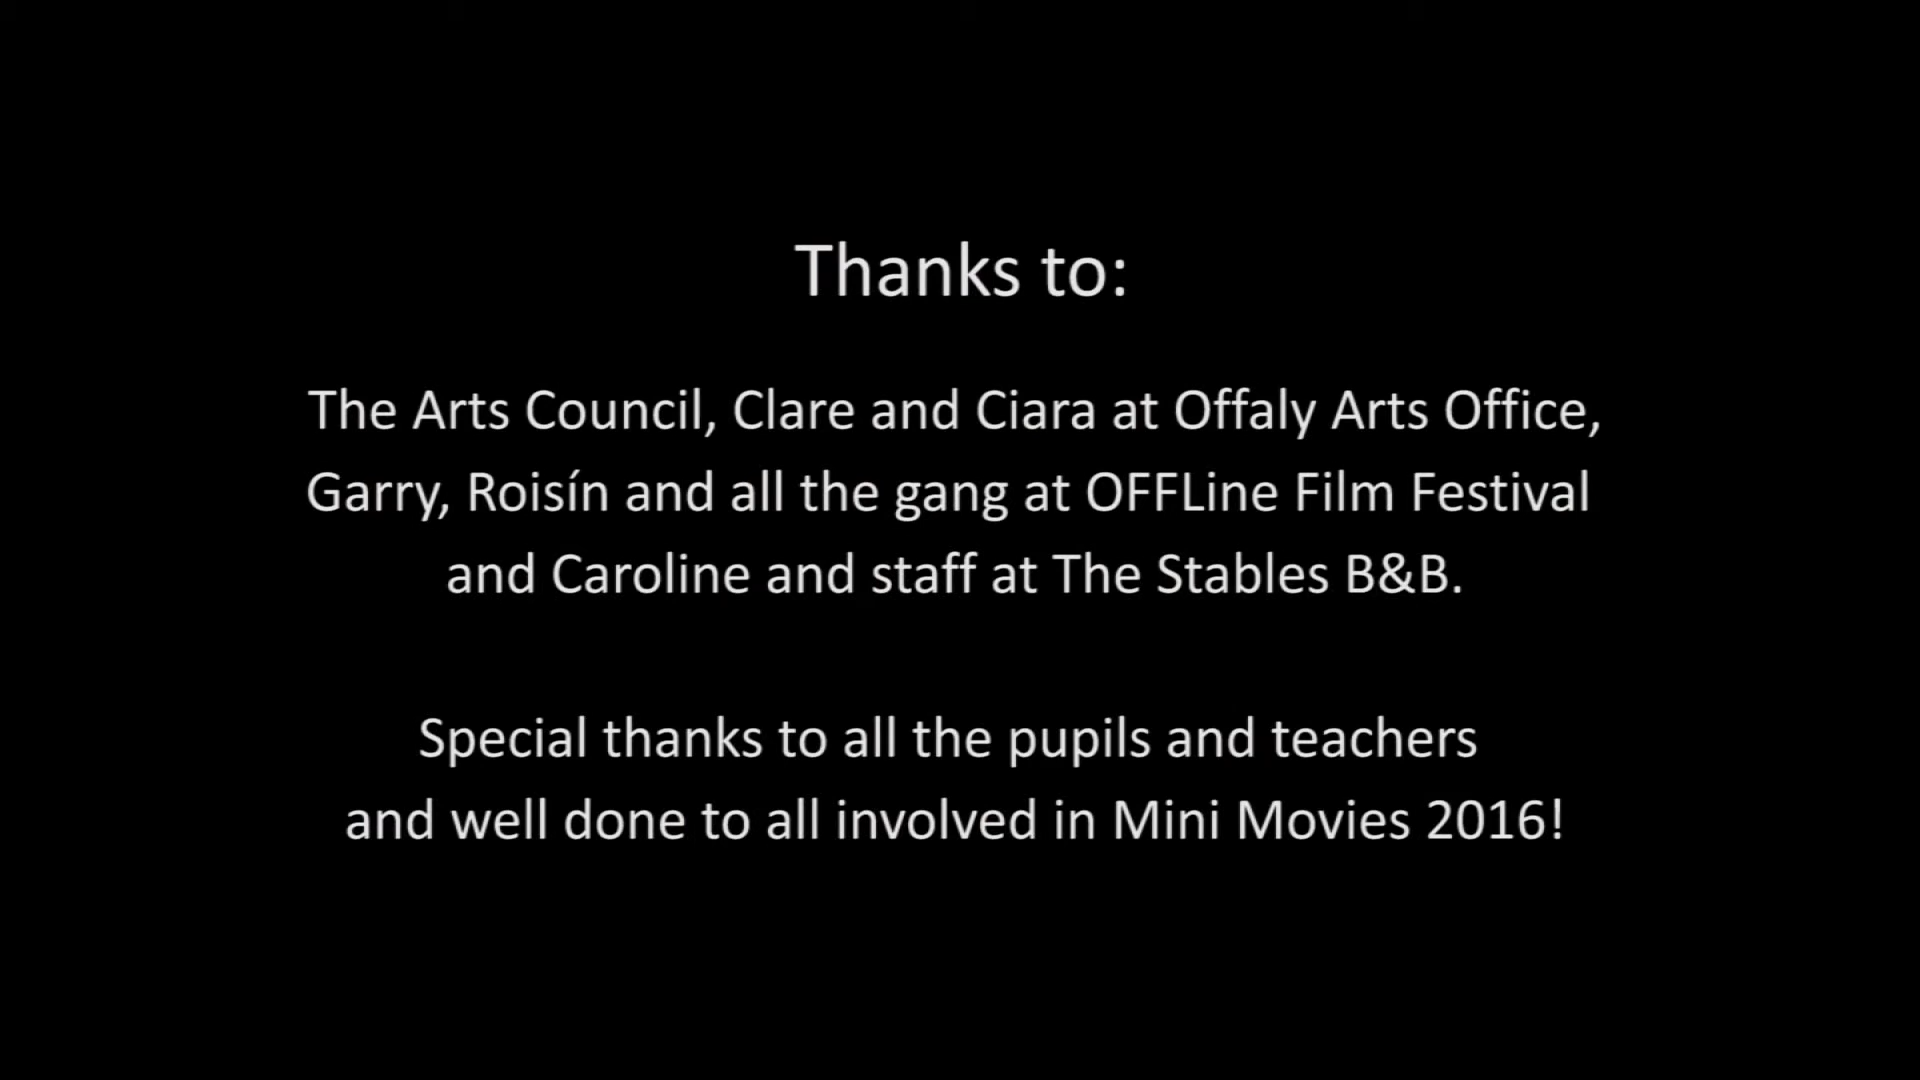 Thanks to:
The Arts Council, Clare and Ciara at Offaly Arts Office,
Garry, Roisín and all the gang at OFFLine Film Festival
and Caroline and staff at The Stables B&B.
Special thanks to all the pupils and teachers
and well done to all involved in Mini Movies 2016!